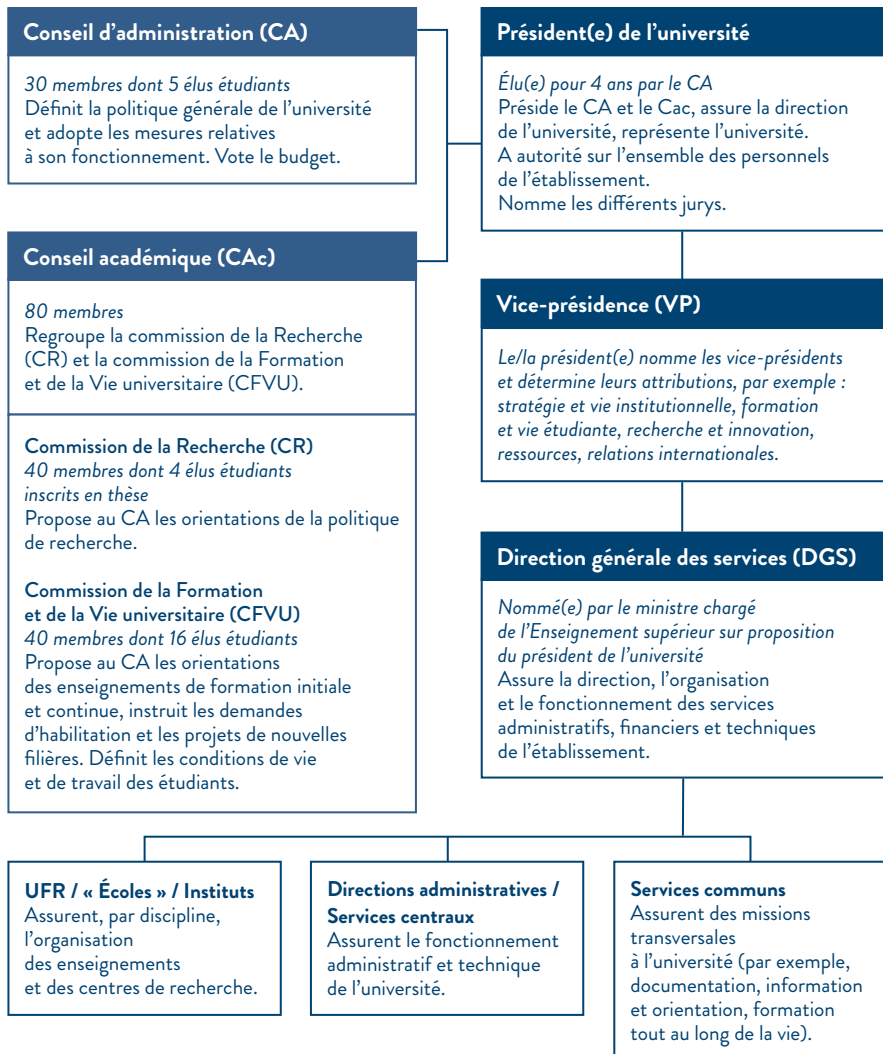 Conseil d’administration (CA)
30 membres dont 5 élus étudiants
Définit la politique générale de l’université
et adopte les mesures relatives
à son fonctionnement. Vote le budget.
Conseil académique (CAc)
80 membres
Regroupe la commission de la Recherche
(CR) et la commission de la Formation
et de la Vie universitaire (CFVU).
Commission de la Recherche (CR)
40 membres dont 4 élus étudiants
inscrits en thèse
Propose au CA les orientations de la politique
de recherche.
Commission de la Formation
et de la Vie universitaire (CFVU)
40 membres dont 16 élus étudiants
Propose au CA les orientations
des enseignements de formation initiale
et continue, instruit les demandes
d’habilitation et les projets de nouvelles
filières. Définit les conditions de vie
et de travail des étudiants.
Président(e) de l’université
Élu(e) pour 4 ans par le CA
Préside le CA et le Cac, assure la direction
de l’université, représente l’université.
A autorité sur l’ensemble des personnels
de l’établissement.
Nomme les différents jurys.
Vice-présidence (VP)
Le/la président(e) nomme les vice-présidents
et détermine leurs attributions, par exemple :
stratégie et vie institutionnelle, formation
et vie étudiante, recherche et innovation,
ressources, relations internationales.
Direction générale des services (DGS)
Nommé(e) par le ministre chargé
de l’Enseignement supérieur sur proposition
du président de l’université
Assure la direction, l’organisation
et le fonctionnement des services
administratifs, financiers et techniques
de l’établissement.
UFR / « Écoles » / Instituts
Assurent, par discipline,
l’organisation
des enseignements
et des centres de recherche.
Directions administratives /
Services centraux
Assurent le fonctionnement
administratif et technique
de l’université.
Services communs
Assurent des missions
transversales
à l’université (par exemple,
documentation, information
et orientation, formation
tout au long de la vie).